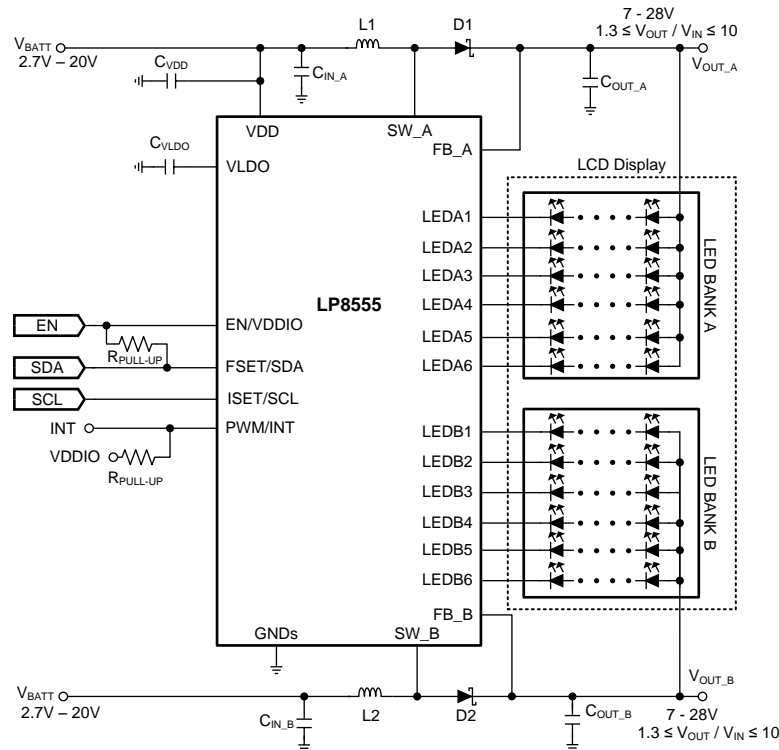 7 - 28V
1.3 ≤ VOUT / VIN ≤ 10
L1
D1
VBATT
2.7V – 20V
VOUT_A
CVDD
CIN_A
COUT_A
VDD
SW_A
FB_A
CVLDO
VLDO
LCD Display
LEDA1
LEDA2
LEDA3
LEDA4
LEDA5
LEDA6
LED BANK A
LP8555
EN
EN/VDDIO
RPULL-UP
SDA
FSET/SDA
SCL
ISET/SCL
INT
PWM/INT
VDDIO
RPULL-UP
LEDB1
LEDB2
LEDB3
LEDB4
LEDB5
LEDB6
LED BANK B
FB_B
GNDs
SW_B
VBATT
2.7V – 20V
CIN_B
L2
D2
COUT_B
VOUT_B
7 - 28V
1.3 ≤ VOUT / VIN ≤ 10